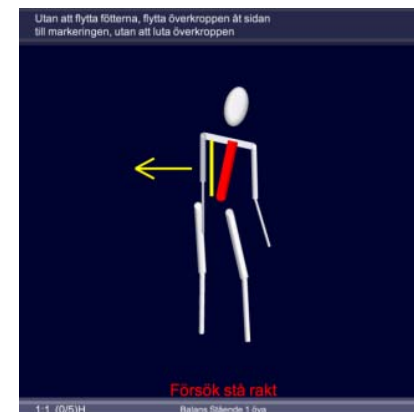 Utan att flytta fötterna, flytta överkroppen åt sidan
till markeringen, utan att luta överkroppen
Försök stå rakt
1:1 (0/5)H Balans Stående 1 öva